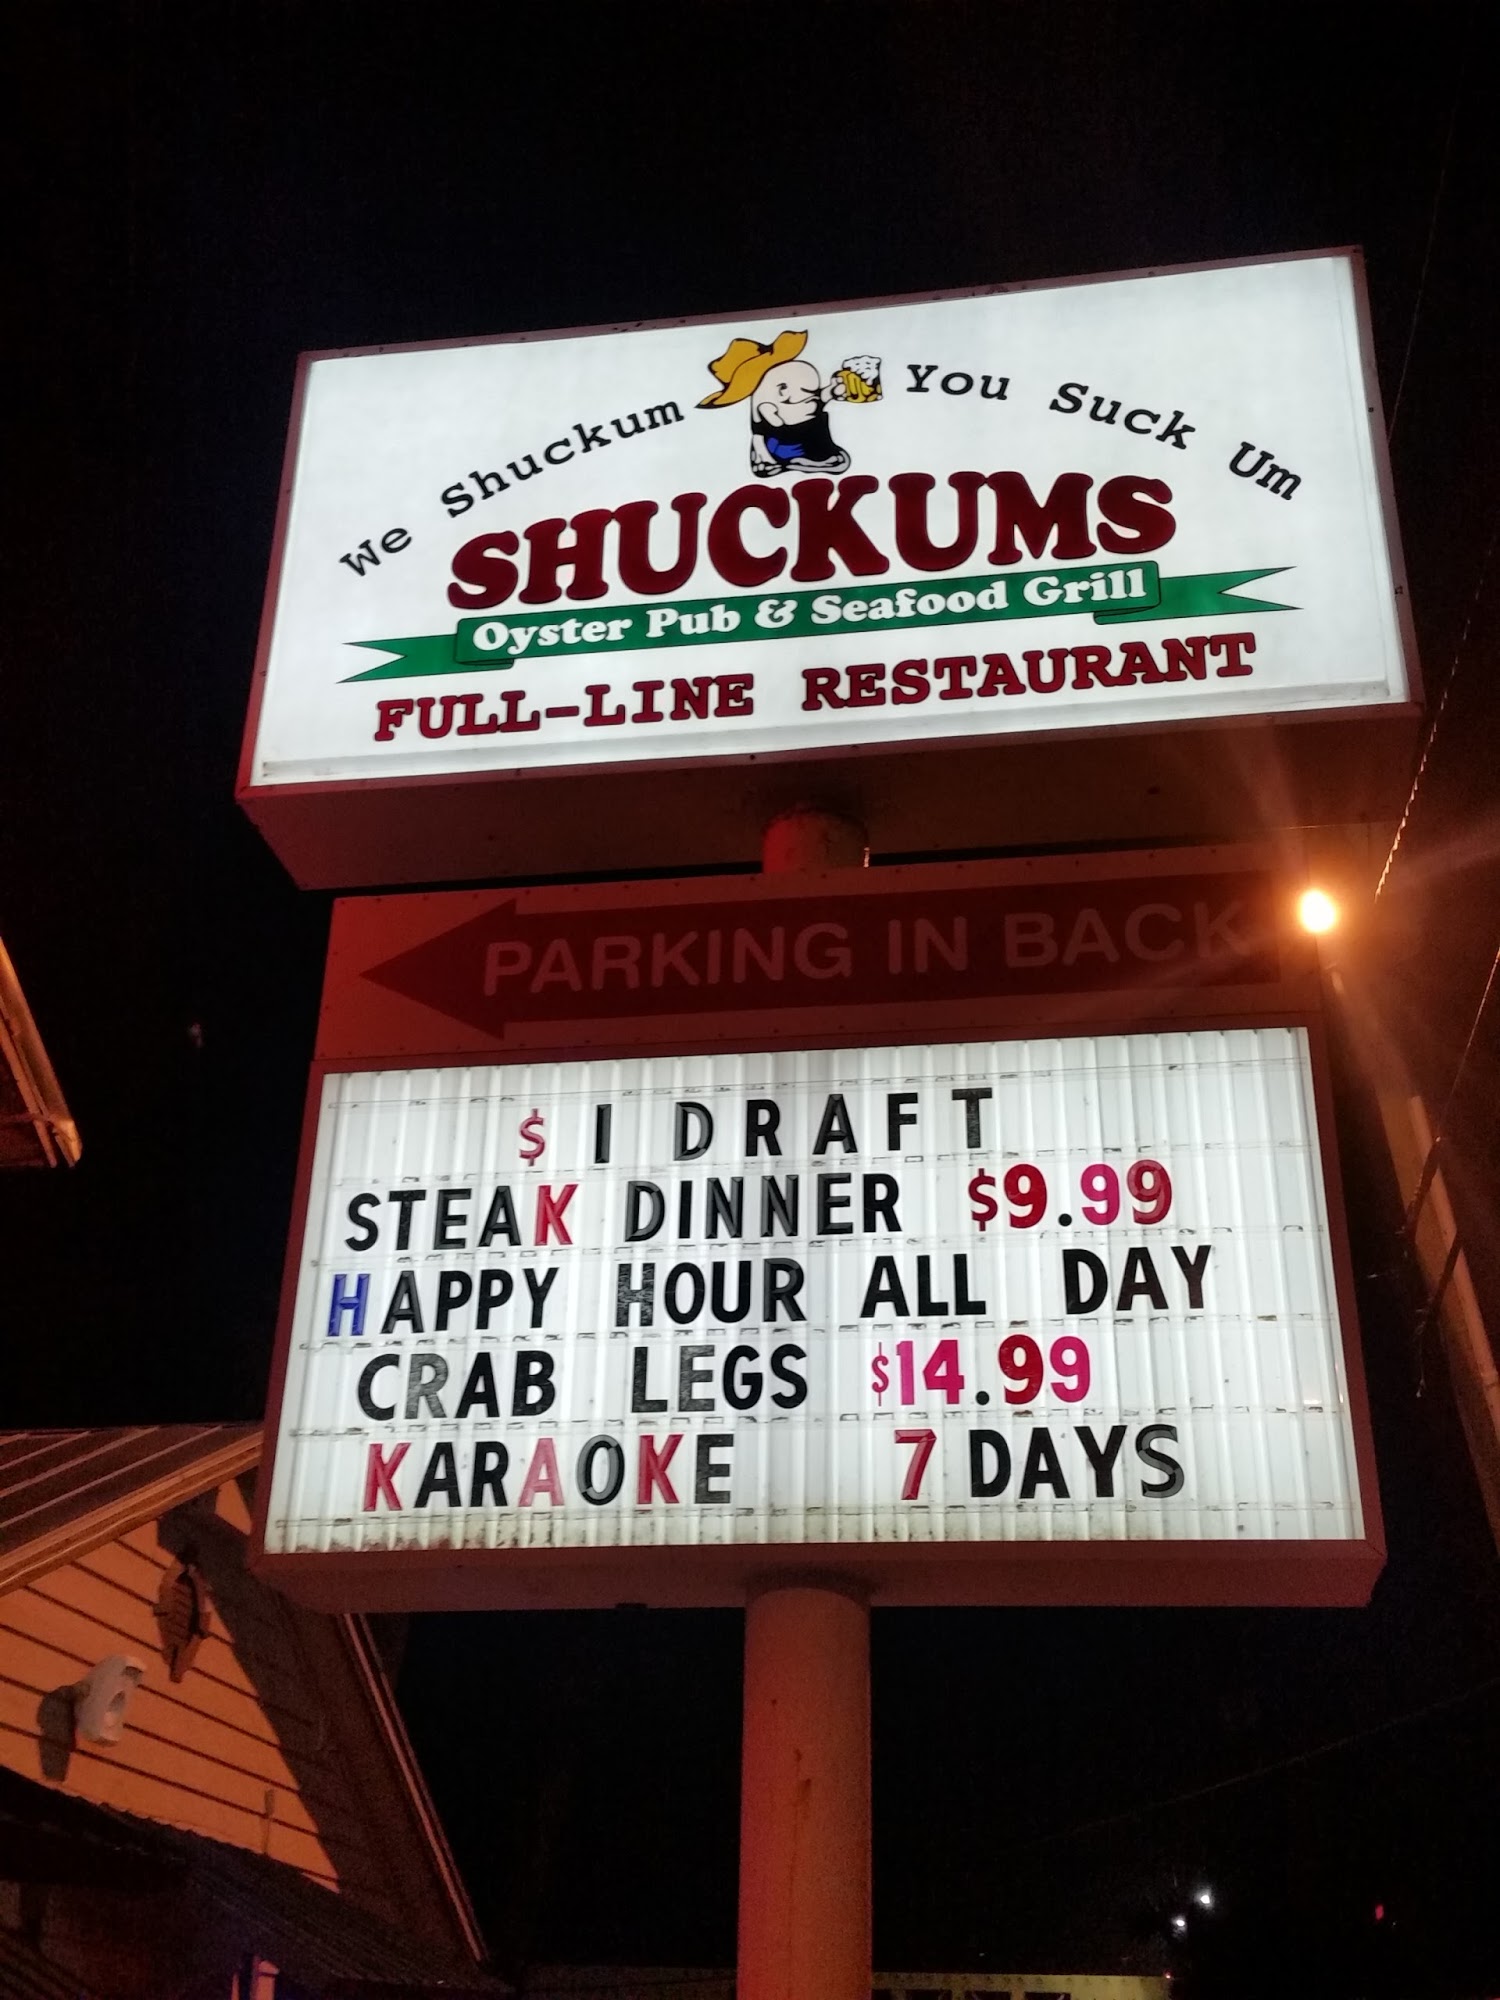 We Shuckum You Suck Um
SHUCKUMS
Oyster Pub & Seafood Grill
FULL-LINE RESTAURANT
PARKING IN BACK
$ 1 DRAFT
STEAK DINNER $9.99
HAPPY HOUR ALL DAY
CRAB LEGS $14.99
KARAOKE 7 DAYS